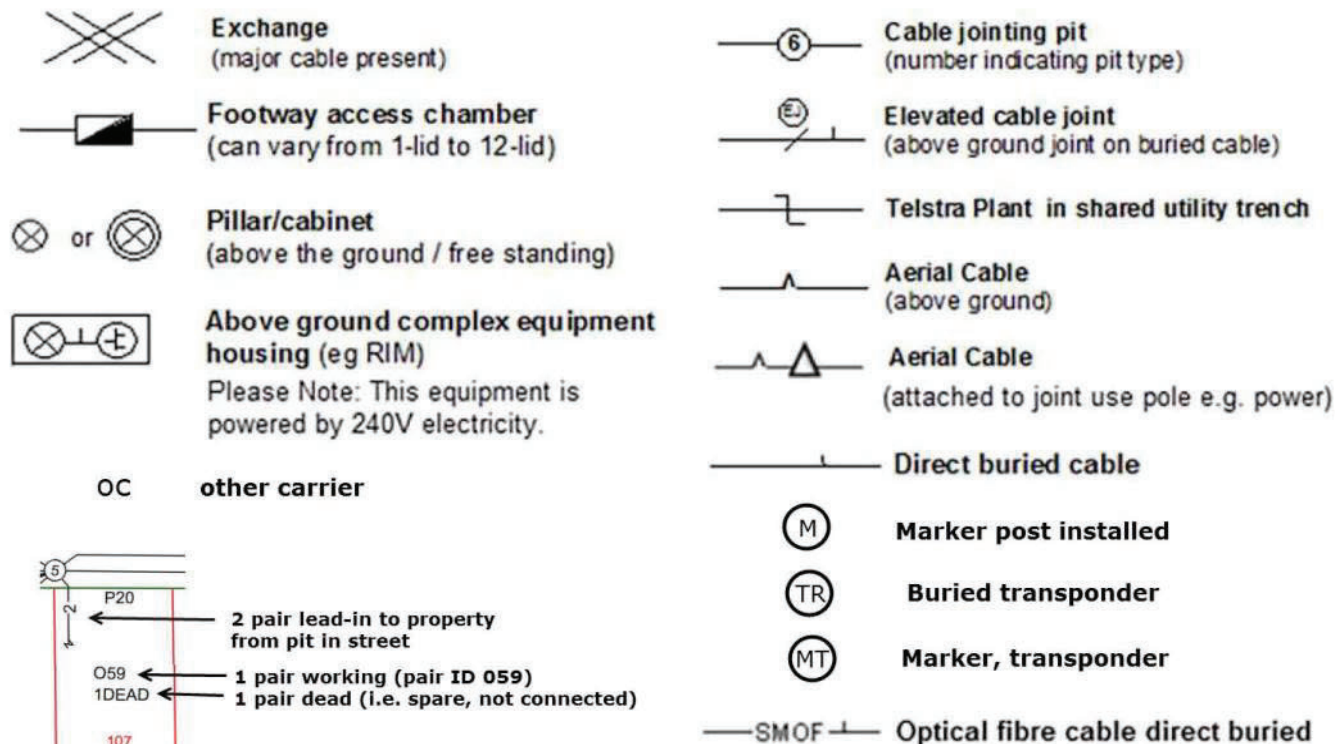 Exchange
(major cable present)
Footway access chamber
(can vary from 1-lid to 12-lid)
or
Pillar/cabinet
(above the ground / free standing)
Above ground complex equipment
housing (eg RIM)
Please Note: This equipment is
powered by 240V electricity.
OC other carrier
5
P20
2
2 pair lead-in to property
from pit in street
O59
1 pair working (pair ID 059)
1DEAD
1 pair dead (i.e. spare, not connected)
107
6
Cable jointing pit
(number indicating pit type)
EJ
Elevated cable joint
(above ground joint on buried cable)
Telstra Plant in shared utility trench
Aerial Cable
(above ground)
Aerial Cable
(attached to joint use pole e.g. power)
Direct buried cable
M Marker post installed
TR Buried transponder
MT Marker, transponder
SMOF Optical fibre cable direct buried